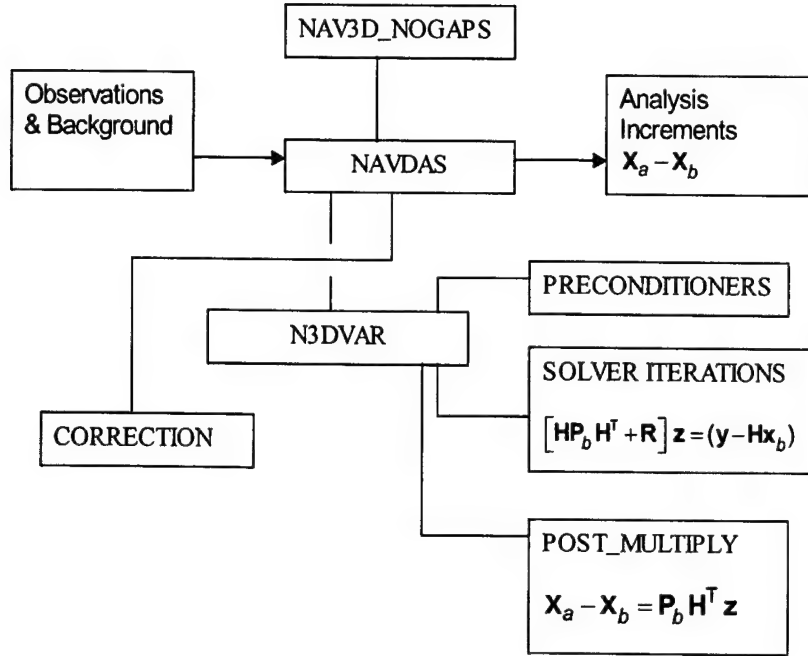 NAV3D_NOGAPS
Observations
& Background
NAVDAS
Analysis
Increments
X_a − X_b
PRECONDITIONERS
N3DVAR
SOLVER ITERATIONS
[HP_b H^T + R] z = (y − Hx_b)
CORRECTION
POST_MULTIPLY
X_a − X_b = P_b H^T z